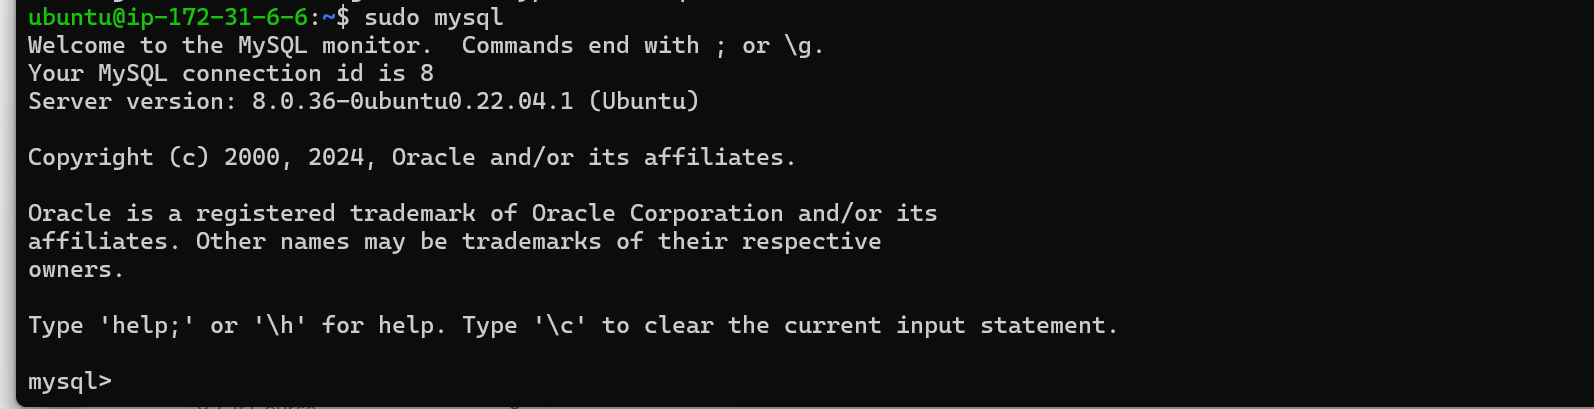 ubuntu@ip-172-31-6-6:~$ sudo mysql
Welcome to the MySQL monitor.  Commands end with ; or \g.
Your MySQL connection id is 8
Server version: 8.0.36-0ubuntu0.22.04.1 (Ubuntu)
Copyright (c) 2000, 2024, Oracle and/or its affiliates.
Oracle is a registered trademark of Oracle Corporation and/or its
affiliates. Other names may be trademarks of their respective
owners.
Type 'help;' or '\h' for help. Type '\c' to clear the current input statement.
mysql>